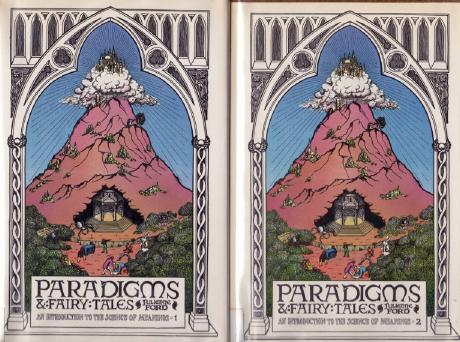 PARADIGMS
& FAIRY TALES JULIENNE
FORD
AN INTRODUCTION TO THE SCIENCE OF MEANINGS • 1
PARADIGMS
& FAIRY TALES JULIENNE
FORD
AN INTRODUCTION TO THE SCIENCE OF MEANINGS • 2